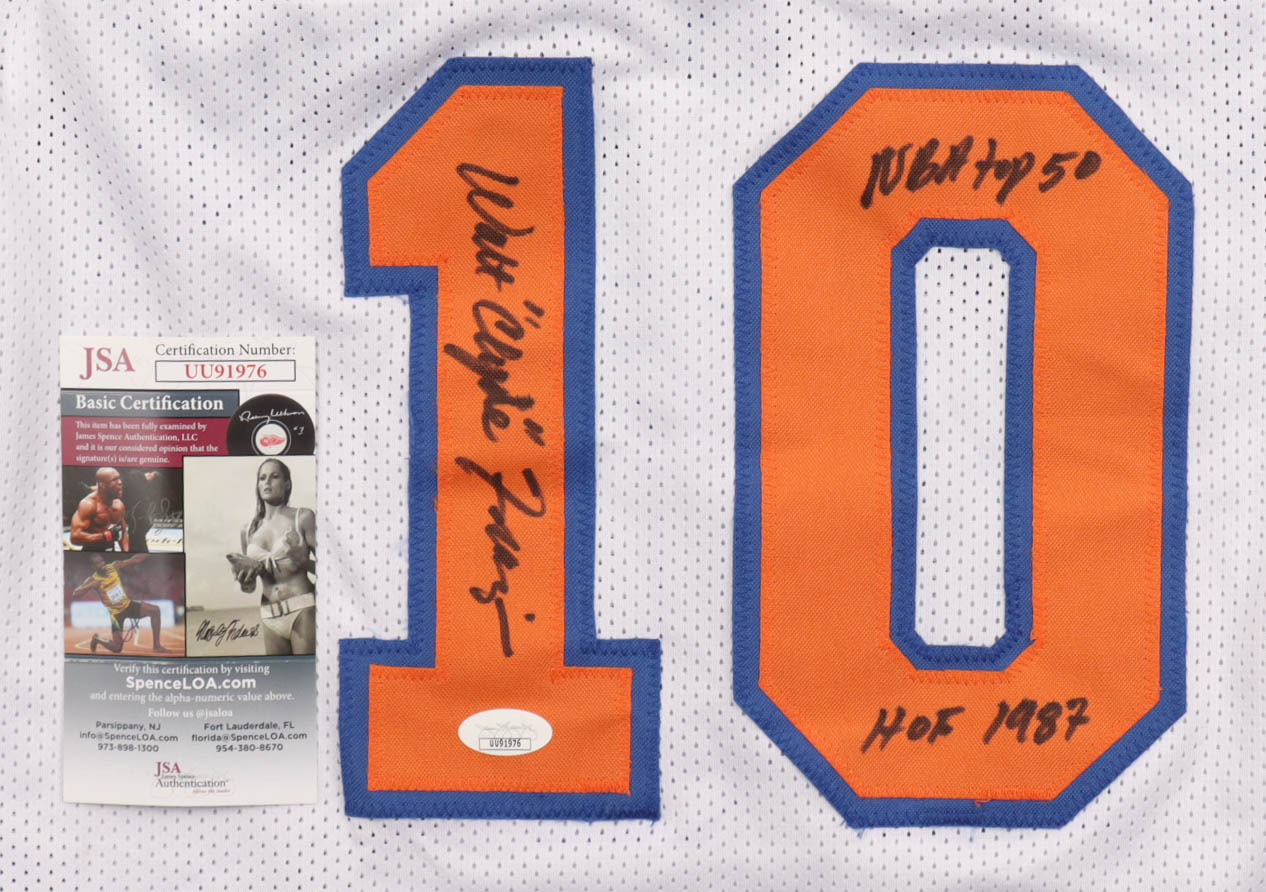 JSA
Certification Number:
UU91976
Basic Certification
This item has been fully examined by
James Spence Authentication, LLC
and it is our considered opinion that the
signature(s) is/are genuine.
Verify this certification by visiting
SpenceLOA.com
and entering the alpha-numeric value above.
Follow us @jsaloa
Parsippany, NJ
info@SpenceLOA.com
973-898-1300
Fort Lauderdale, FL
florida@SpenceLOA.com
954-380-8670
JSA
James Spence
Authentication
10
Walt "Clyde" Frazier
UU91976
NBA top 50
HOF 1987